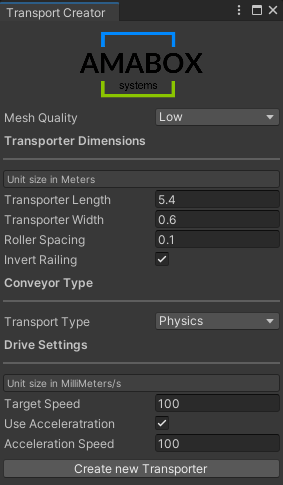 Transport Creator
AMABOX
systems
Mesh Quality Low
Transporter Dimensions
Unit size in Meters
Transporter Length 5.4
Transporter Width 0.6
Roller Spacing 0.1
Invert Railing
Conveyor Type
Transport Type Physics
Drive Settings
Unit size in MilliMeters/s
Target Speed 100
Use Acceleratration
Acceleration Speed 100
Create new Transporter